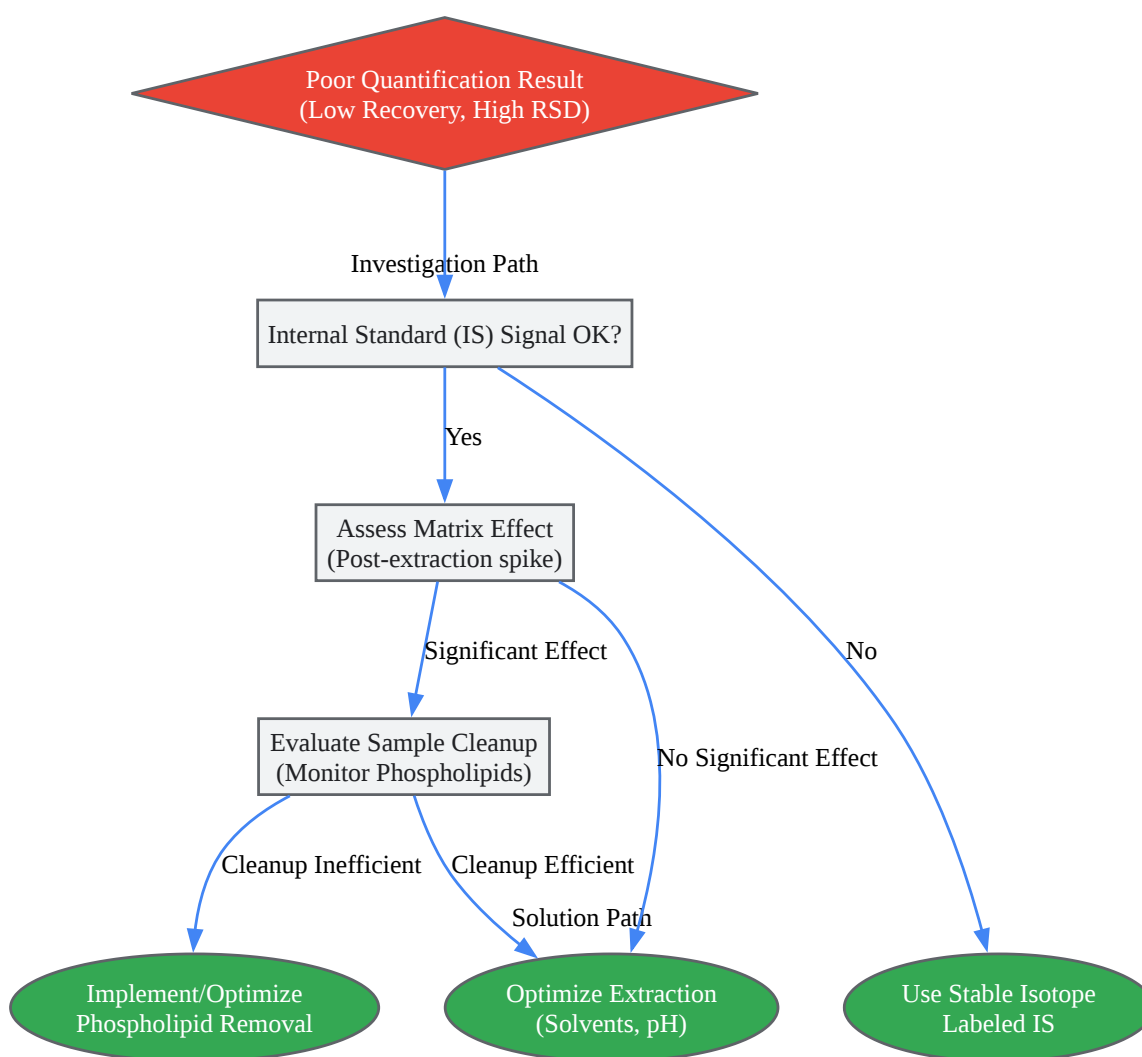 Poor Quantification Result
(Low Recovery, High RSD)
Investigation Path
Internal Standard (IS) Signal OK?
Yes
Assess Matrix Effect
(Post-extraction spike)
Significant Effect
No
Evaluate Sample Cleanup
(Monitor Phospholipids)
No Significant Effect
Cleanup Inefficient
Cleanup Efficient
Solution Path
Implement/Optimize
Phospholipid Removal
Optimize Extraction
(Solvents, pH)
Use Stable Isotope
Labeled IS